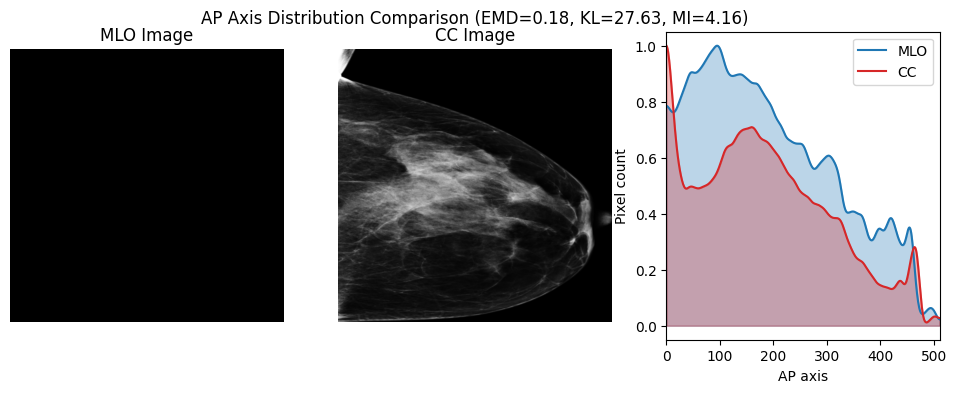 AP Axis Distribution Comparison (EMD=0.18, KL=27.63, MI=4.16)
MLO Image
CC Image
MLO
CC
Pixel count
1.0
0.8
0.6
0.4
0.2
0.0
0 100 200 300 400 500
AP axis